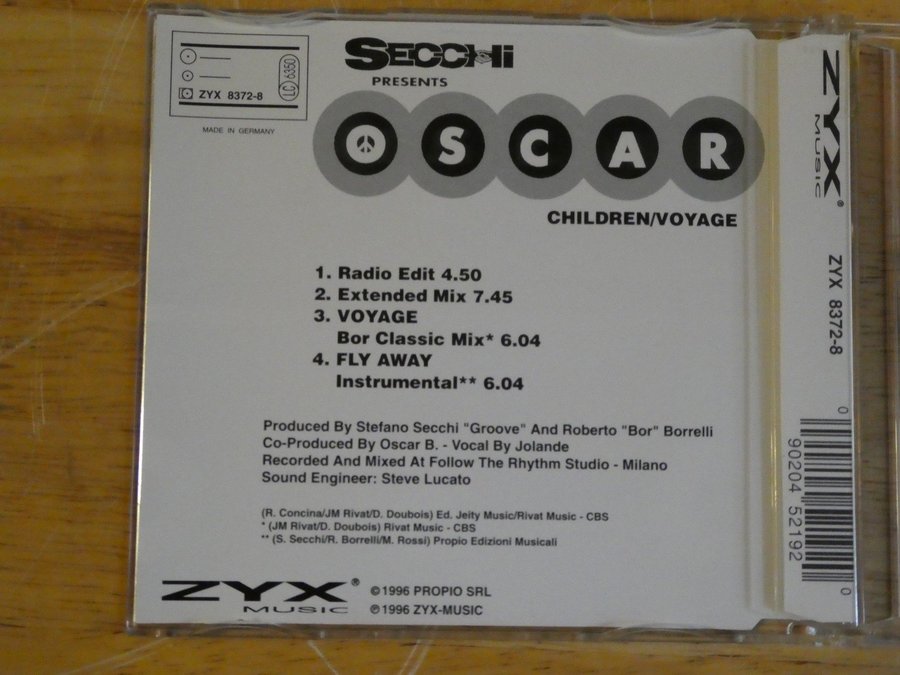 SECCHi
PRESENTS
OSCAR
CHILDREN/VOYAGE
ZYX 8372-8
LC 6350
MADE IN GERMANY
1. Radio Edit 4.50
2. Extended Mix 7.45
3. VOYAGE
Bor Classic Mix* 6.04
4. FLY AWAY
Instrumental** 6.04
Produced By Stefano Secchi "Groove" And Roberto "Bor" Borrelli
Co-Produced By Oscar B. - Vocal By Jolande
Recorded And Mixed At Follow The Rhythm Studio - Milano
Sound Engineer: Steve Lucato
(R. Concina/JM Rivat/D. Doubois) Ed. Jeity Music/Rivat Music - CBS
* (JM Rivat/D. Doubois) Rivat Music - CBS
** (S. Secchi/R. Borrelli/M. Rossi) Propio Edizioni Musicali
ZYX®
MUSIC
©1996 PROPIO SRL
℗1996 ZYX-MUSIC
ZYX®
MUSIC
ZYX 8372-8
0 90204 52192 0